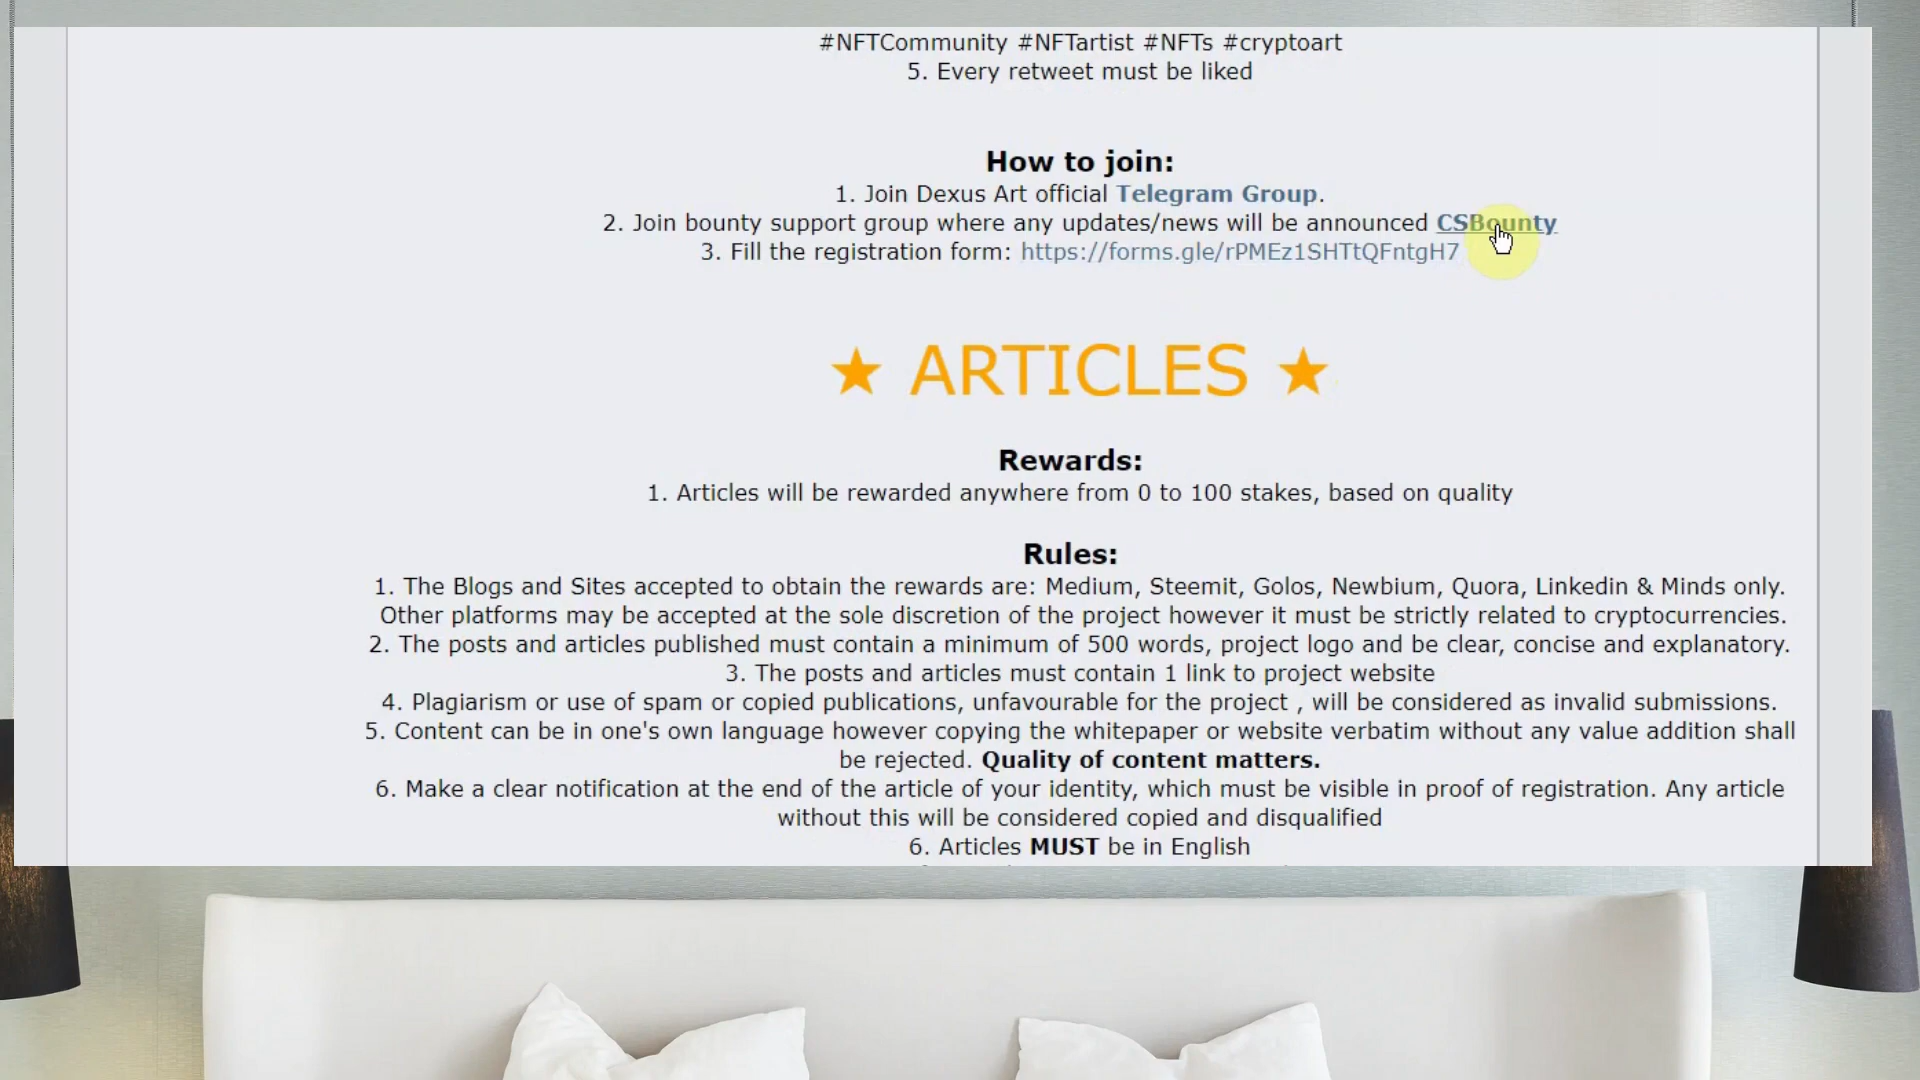 #NFTCommunity #NFTartist #NFTs #cryptoart
5. Every retweet must be liked
How to join:
1. Join Dexus Art official Telegram Group.
2. Join bounty support group where any updates/news will be announced CSBounty
3. Fill the registration form: https://forms.gle/rPMEz1SHTtQFntgH7
★ ARTICLES ★
Rewards:
1. Articles will be rewarded anywhere from 0 to 100 stakes, based on quality
Rules:
1. The Blogs and Sites accepted to obtain the rewards are: Medium, Steemit, Golos, Newbium, Quora, Linkedin & Minds only.
Other platforms may be accepted at the sole discretion of the project however it must be strictly related to cryptocurrencies.
2. The posts and articles published must contain a minimum of 500 words, project logo and be clear, concise and explanatory.
3. The posts and articles must contain 1 link to project website
4. Plagiarism or use of spam or copied publications, unfavourable for the project , will be considered as invalid submissions.
5. Content can be in one's own language however copying the whitepaper or website verbatim without any value addition shall
be rejected. Quality of content matters.
6. Make a clear notification at the end of the article of your identity, which must be visible in proof of registration. Any article
without this will be considered copied and disqualified
6. Articles MUST be in English